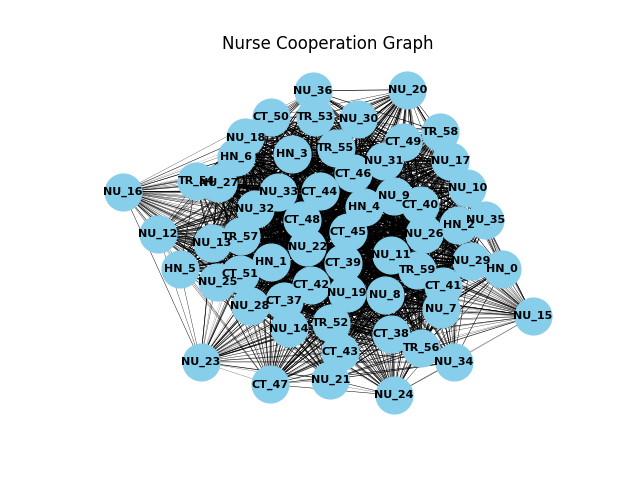 Nurse Cooperation Graph
NU_36
NU_20
CT_50
TR_53
NU_30
TR_58
NU_18
CT_49
TR_55
HN_3
HN_6
NU_31
NU_17
CT_46
TR_54
NU_27
NU_10
NU_16
NU_33
CT_44
NU_9
CT_40
HN_4
NU_32
CT_48
HN_2
NU_35
NU_12
CT_45
NU_26
TR_57
NU_13
NU_22
NU_11
HN_1
CT_39
NU_29
HN_5
CT_51
TR_59
HN_0
NU_25
CT_42
CT_41
NU_19
NU_8
CT_37
NU_28
NU_7
NU_15
TR_52
NU_14
CT_38
TR_56
CT_43
NU_23
NU_34
NU_21
CT_47
NU_24